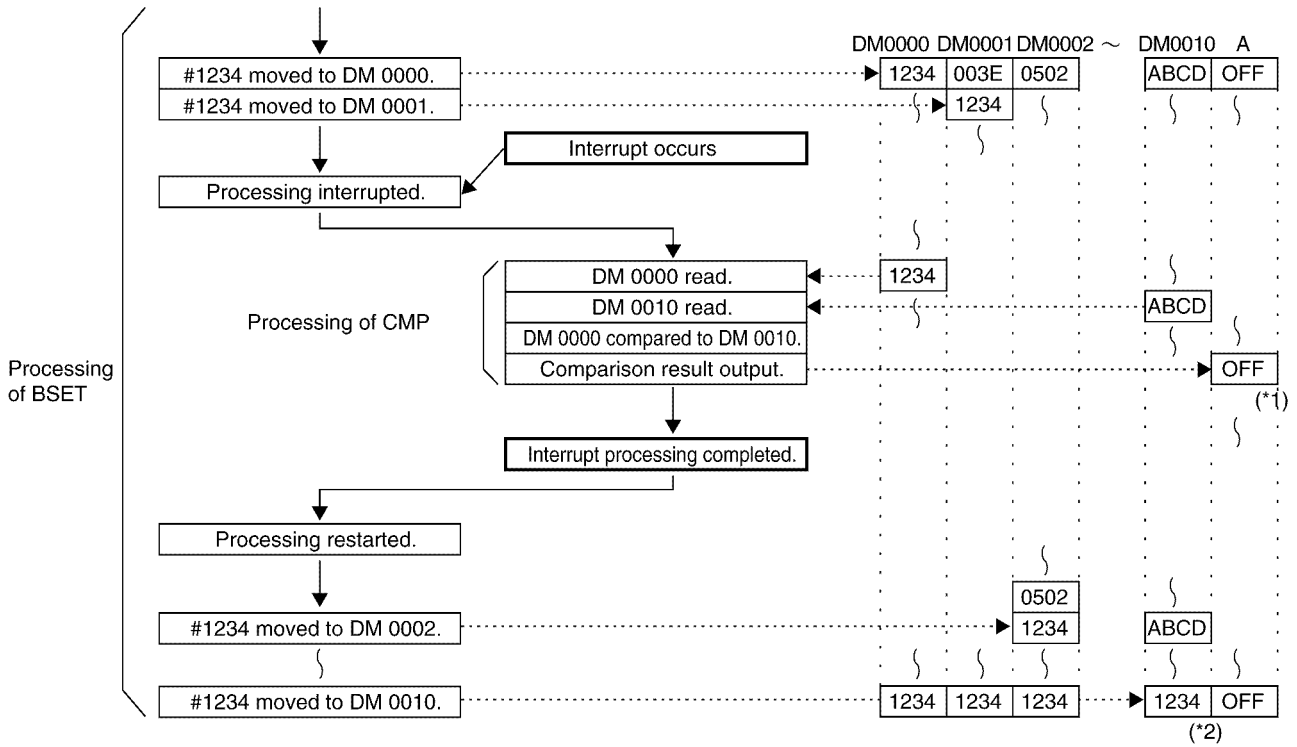 DM0000 DM0001 DM0002 ~ DM0010 A
#1234 moved to DM 0000. 1234 003E 0502 ABCD OFF
#1234 moved to DM 0001. 1234
Interrupt occurs
Processing interrupted.
DM 0000 read. 1234
DM 0010 read. ABCD
Processing of CMP
DM 0000 compared to DM 0010.
Comparison result output. OFF
(*1)
Processing
of BSET
Interrupt processing completed.
Processing restarted.
0502
#1234 moved to DM 0002. 1234 ABCD
#1234 moved to DM 0010. 1234 1234 1234 1234 OFF
(*2)